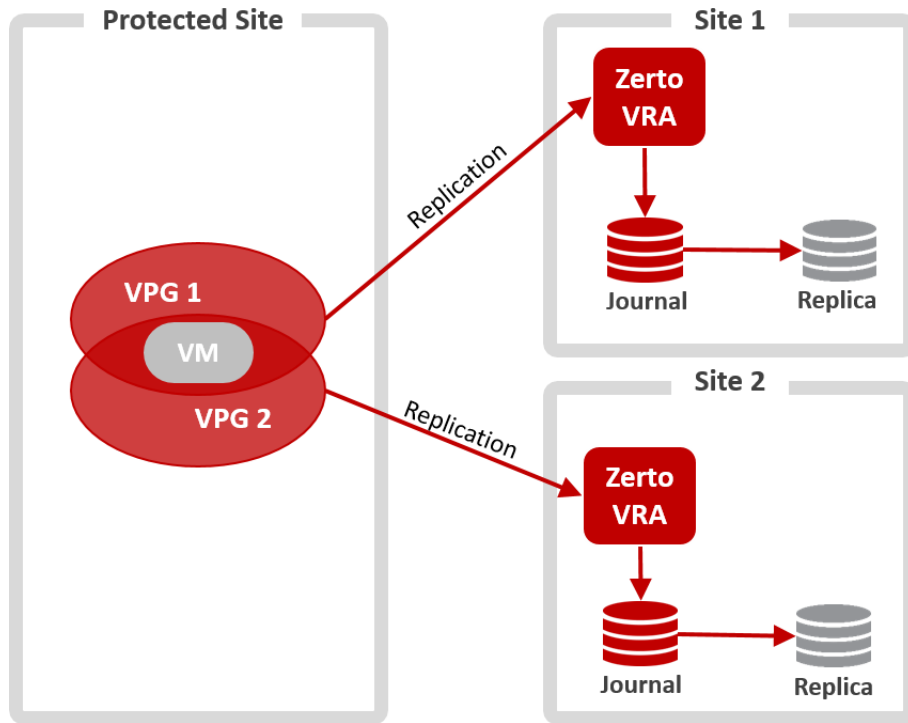 Protected Site
VPG 1
VM
VPG 2
Replication
Replication
Site 1
Zerto
VRA
Journal
Replica
Site 2
Zerto
VRA
Journal
Replica